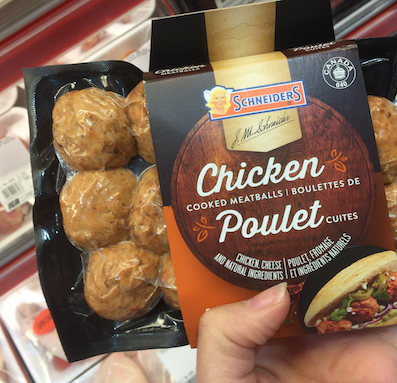 CANADA
846
SCHNEIDERS
J.M. Schneider
Chicken
COOKED MEATBALLS | BOULETTES DE
Poulet CUITES
CHICKEN, CHEESE | POULET, FROMAGE
AND NATURAL INGREDIENTS | ET INGRÉDIENTS NATURELS